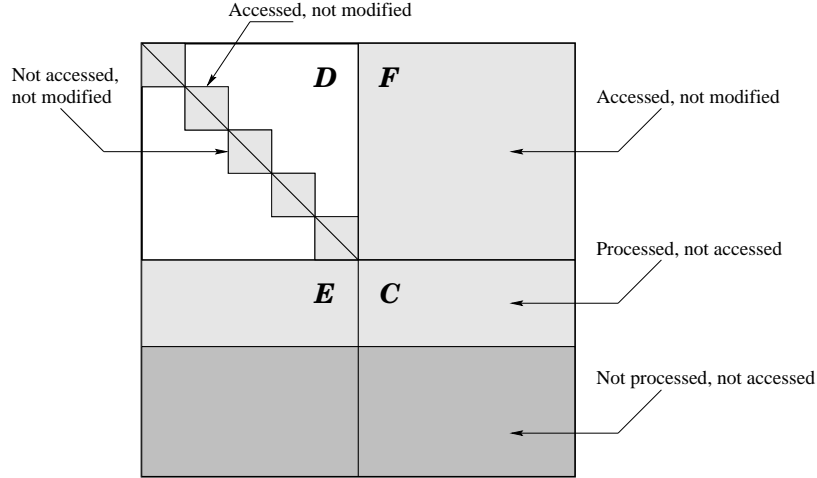 Accessed, not modified
Not accessed,
not modified
D
F
Accessed, not modified
Processed, not accessed
E
C
Not processed, not accessed